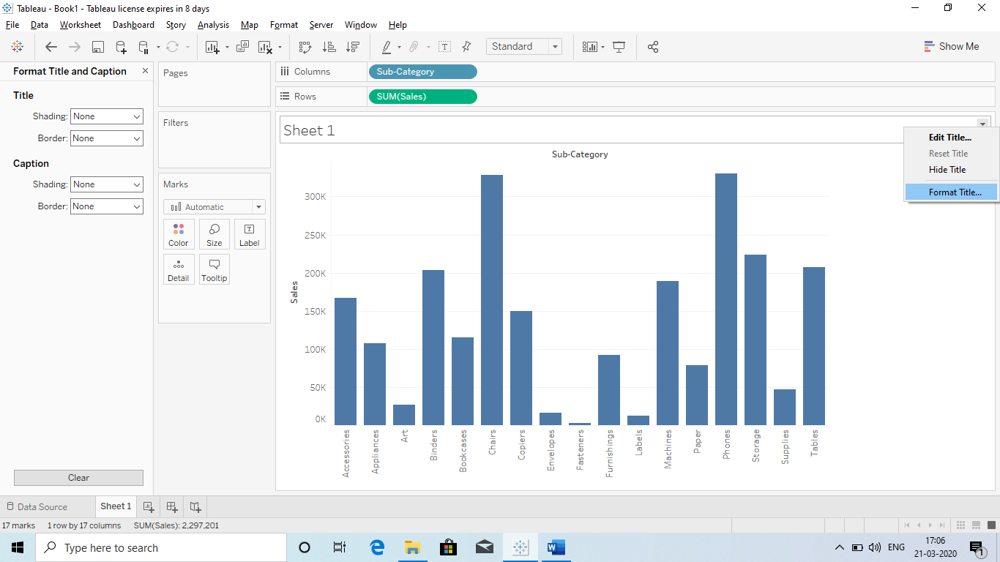 Tableau - Book1 - Tableau license expires in 8 days
File Data Worksheet Dashboard Story Analysis Map Format Server Window Help
Standard
Show Me
Format Title and Caption
Title
Shading: None
Border: None
Caption
Shading: None
Border: None
Clear
Pages
Filters
Marks
Automatic
Color Size Label
Detail Tooltip
Columns Sub-Category
Rows SUM(Sales)
Sheet 1
Edit Title...
Reset Title
Hide Title
Format Title...
Sub-Category
Sales
300K
250K
200K
150K
100K
50K
0K
Accessories
Appliances
Art
Binders
Bookcases
Chairs
Copiers
Envelopes
Fasteners
Furnishings
Labels
Machines
Paper
Phones
Storage
Supplies
Tables
Data Source Sheet 1
17 marks 1 row by 17 columns SUM(Sales): 2,297,201
Type here to search
ENG
17:06
21-03-2020
1